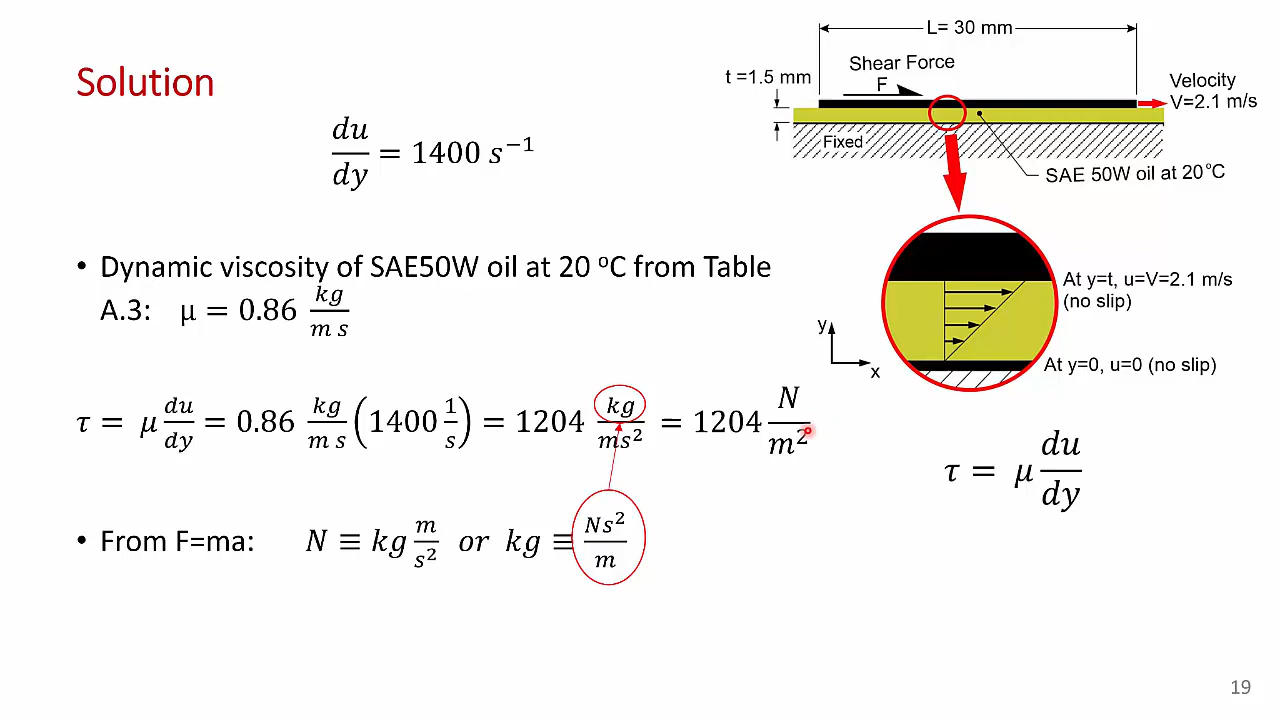 Solution
du/dy = 1400 s⁻¹
• Dynamic viscosity of SAE50W oil at 20 ᵒC from Table
A.3: μ = 0.86 kg/(m s)
τ = μ du/dy = 0.86 kg/(m s) (1400 1/s) = 1204 kg/(ms²) = 1204 N/m²
• From F=ma: N ≡ kg m/s² or kg ≡ Ns²/m
L= 30 mm
Shear Force
F
t =1.5 mm
Velocity
V=2.1 m/s
Fixed
SAE 50W oil at 20°C
At y=t, u=V=2.1 m/s
(no slip)
y
x
At y=0, u=0 (no slip)
τ = μ du/dy
19